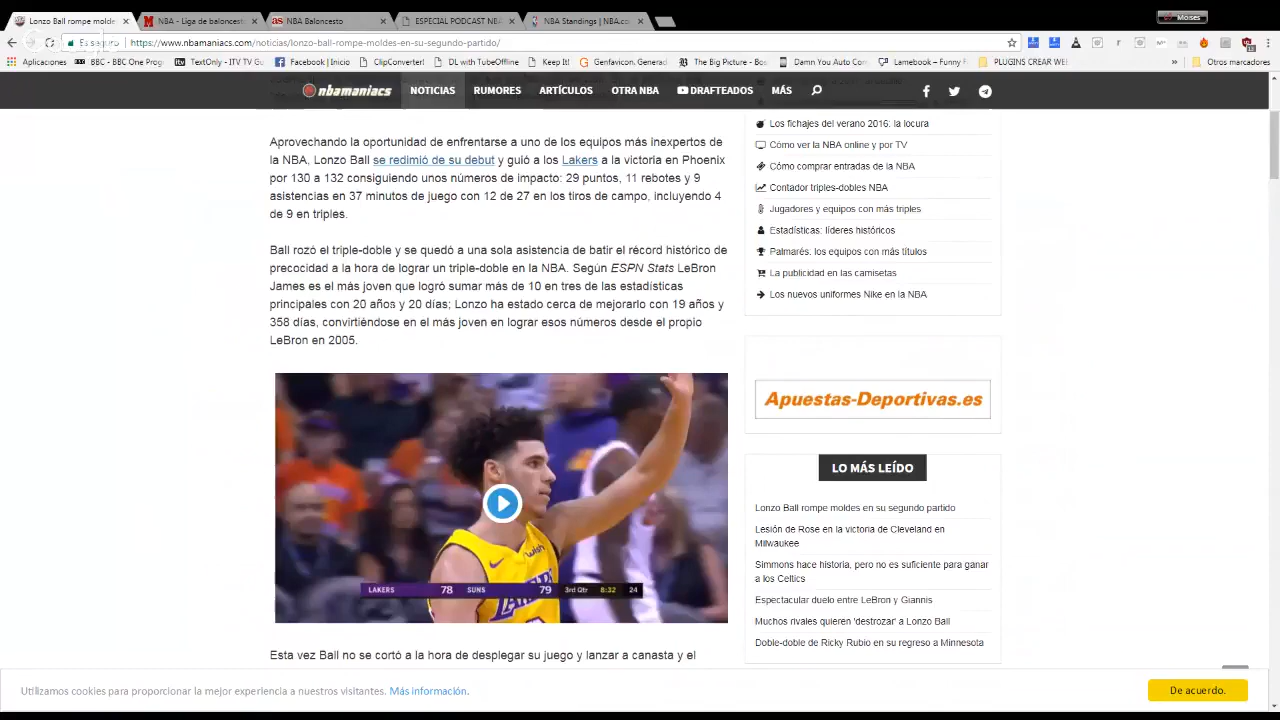 Lonzo Ball rompe molde
NBA - Liga de baloncest
NBA Baloncesto
ESPECIAL PODCAST NB
NBA Standings | NBA.co
Moises
Es seguro
https://www.nbamaniacs.com/noticias/lonzo-ball-rompe-moldes-en-su-segundo-partido/
Aplicaciones
BBC - BBC One Prog
TextOnly - ITV TV Gu
Facebook | Inicio
ClipConverter!
DL with TubeOffline
Keep It!
Genfavicon. Generad
The Big Picture - Bos
Damn You Auto Com
Lamebook – Funny F
PLUGINS CREAR WE
Otros marcadores
nbamaniacs
NOTICIAS
RUMORES
ARTÍCULOS
OTRA NBA
DRAFTEADOS
MÁS
Aprovechando la oportunidad de enfrentarse a uno de los equipos más inexpertos de
la NBA, Lonzo Ball se redimió de su debut y guió a los Lakers a la victoria en Phoenix
por 130 a 132 consiguiendo unos números de impacto: 29 puntos, 11 rebotes y 9
asistencias en 37 minutos de juego con 12 de 27 en los tiros de campo, incluyendo 4
de 9 en triples.
Ball rozó el triple-doble y se quedó a una sola asistencia de batir el récord histórico de
precocidad a la hora de lograr un triple-doble en la NBA. Según ESPN Stats LeBron
James es el más joven que logró sumar más de 10 en tres de las estadísticas
principales con 20 años y 20 días; Lonzo ha estado cerca de mejorarlo con 19 años y
358 días, convirtiéndose en el más joven en lograr esos números desde el propio
LeBron en 2005.
LAKERS 78 SUNS 79 3rd Qtr 8:32 24
Esta vez Ball no se cortó a la hora de desplegar su juego y lanzar a canasta y el
Los fichajes del verano 2016: la locura
Cómo ver la NBA online y por TV
Cómo comprar entradas de la NBA
Contador triples-dobles NBA
Jugadores y equipos con más triples
Estadísticas: líderes históricos
Palmarés: los equipos con más títulos
La publicidad en las camisetas
Los nuevos uniformes Nike en la NBA
Apuestas-Deportivas.es
LO MÁS LEÍDO
Lonzo Ball rompe moldes en su segundo partido
Lesión de Rose en la victoria de Cleveland en
Milwaukee
Simmons hace historia, pero no es suficiente para ganar
a los Celtics
Espectacular duelo entre LeBron y Giannis
Muchos rivales quieren 'destrozar' a Lonzo Ball
Doble-doble de Ricky Rubio en su regreso a Minnesota
Utilizamos cookies para proporcionar la mejor experiencia a nuestros visitantes. Más información.
De acuerdo.